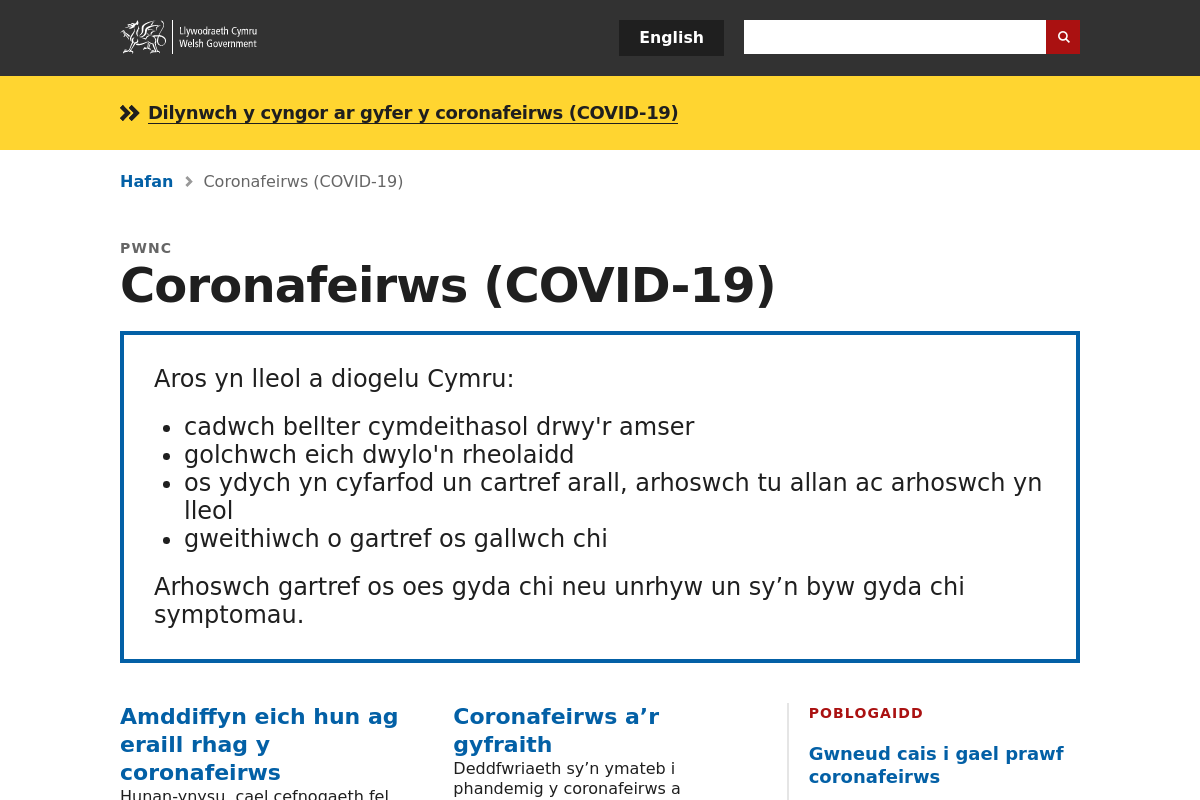 Llywodraeth Cymru
Welsh Government
English
Dilynwch y cyngor ar gyfer y coronafeirws (COVID-19)
Hafan
Coronafeirws (COVID-19)
PWNC
Coronafeirws (COVID-19)
Aros yn lleol a diogelu Cymru:
cadwch bellter cymdeithasol drwy'r amser
golchwch eich dwylo'n rheolaidd
os ydych yn cyfarfod un cartref arall, arhoswch tu allan ac arhoswch yn
lleol
gweithiwch o gartref os gallwch chi
Arhoswch gartref os oes gyda chi neu unrhyw un sy’n byw gyda chi
symptomau.
Amddiffyn eich hun ag
eraill rhag y
coronafeirws
Hunan-ynysu, cael cefnogaeth fel
Coronafeirws a’r
gyfraith
Deddfwriaeth sy’n ymateb i
phandemig y coronafeirws a
POBLOGAIDD
Gwneud cais i gael prawf
coronafeirws